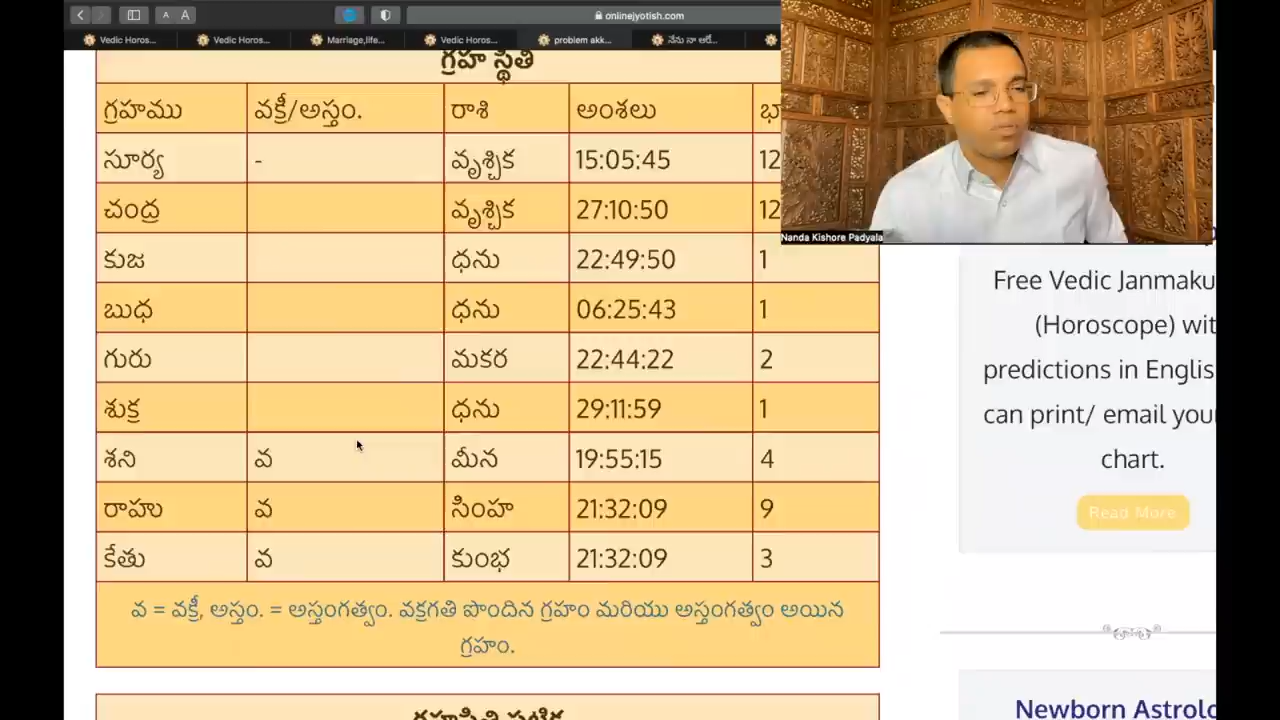 A A
onlinejyotish.com
Vedic Horos...
Vedic Horos...
Marriage,life...
Vedic Horos...
problem akk...
నేను నా ఆరో...
గ్రహ స్థితి
గ్రహము వక్రీ/అస్తం. రాశి అంశలు భా
సూర్య - వృశ్చిక 15:05:45 12
చంద్ర వృశ్చిక 27:10:50 12
కుజ ధను 22:49:50 1
బుధ ధను 06:25:43 1
గురు మకర 22:44:22 2
శుక్ర ధను 29:11:59 1
శని వ మీన 19:55:15 4
రాహు వ సింహ 21:32:09 9
కేతు వ కుంభ 21:32:09 3
వ = వక్రీ, అస్తం. = అస్తంగత్వం. వక్రగతి పొందిన గ్రహం మరియు అస్తంగత్వం అయిన
గ్రహం.
Nanda Kishore Padyala
Free Vedic Janmaku
(Horoscope) wit
predictions in Englis
can print/ email your
chart.
Read More
Newborn Astrolo